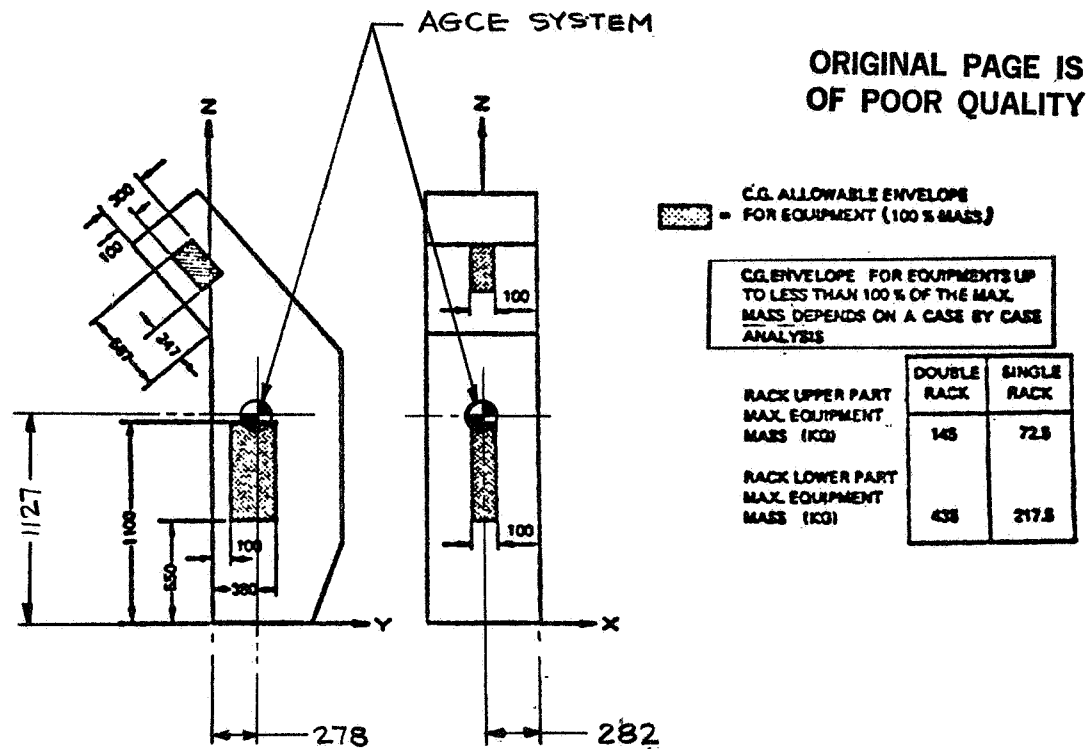 AGCE SYSTEM
ORIGINAL PAGE IS
OF POOR QUALITY
Z
Z
C.G. ALLOWABLE ENVELOPE
= FOR EQUIPMENT (100 % MASS)
C.G. ENVELOPE FOR EQUIPMENTS UP
TO LESS THAN 100 % OF THE MAX.
MASS DEPENDS ON A CASE BY CASE
ANALYSIS
DOUBLE RACK
SINGLE RACK
RACK UPPER PART
MAX. EQUIPMENT
MASS (KG) 145 72.5
RACK LOWER PART
MAX. EQUIPMENT
MASS (KG) 435 217.5
300
100
247
100
1127
1100
550
100
380
100
Y
X
278
282